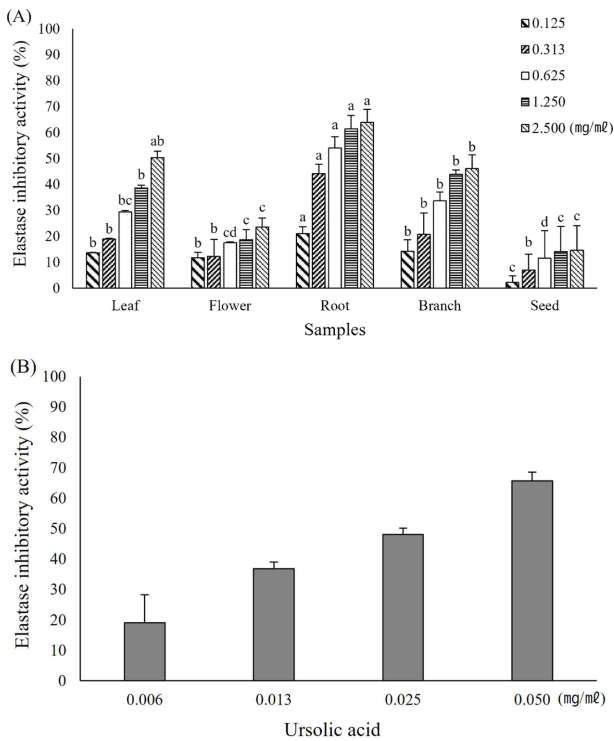 (A)
Elastase inhibitory activity (%)
100
90
80
70
60
50
40
30
20
10
0
0.125
0.313
0.625
1.250
2.500 (mg/ml)
b b bc b ab
b b cd c c
a a a a a
b b b b b
c b d c c
Leaf Flower Root Branch Seed
Samples
(B)
Elastase inhibitory activity (%)
100
90
80
70
60
50
40
30
20
10
0
0.006 0.013 0.025 0.050 (mg/ml)
Ursolic acid